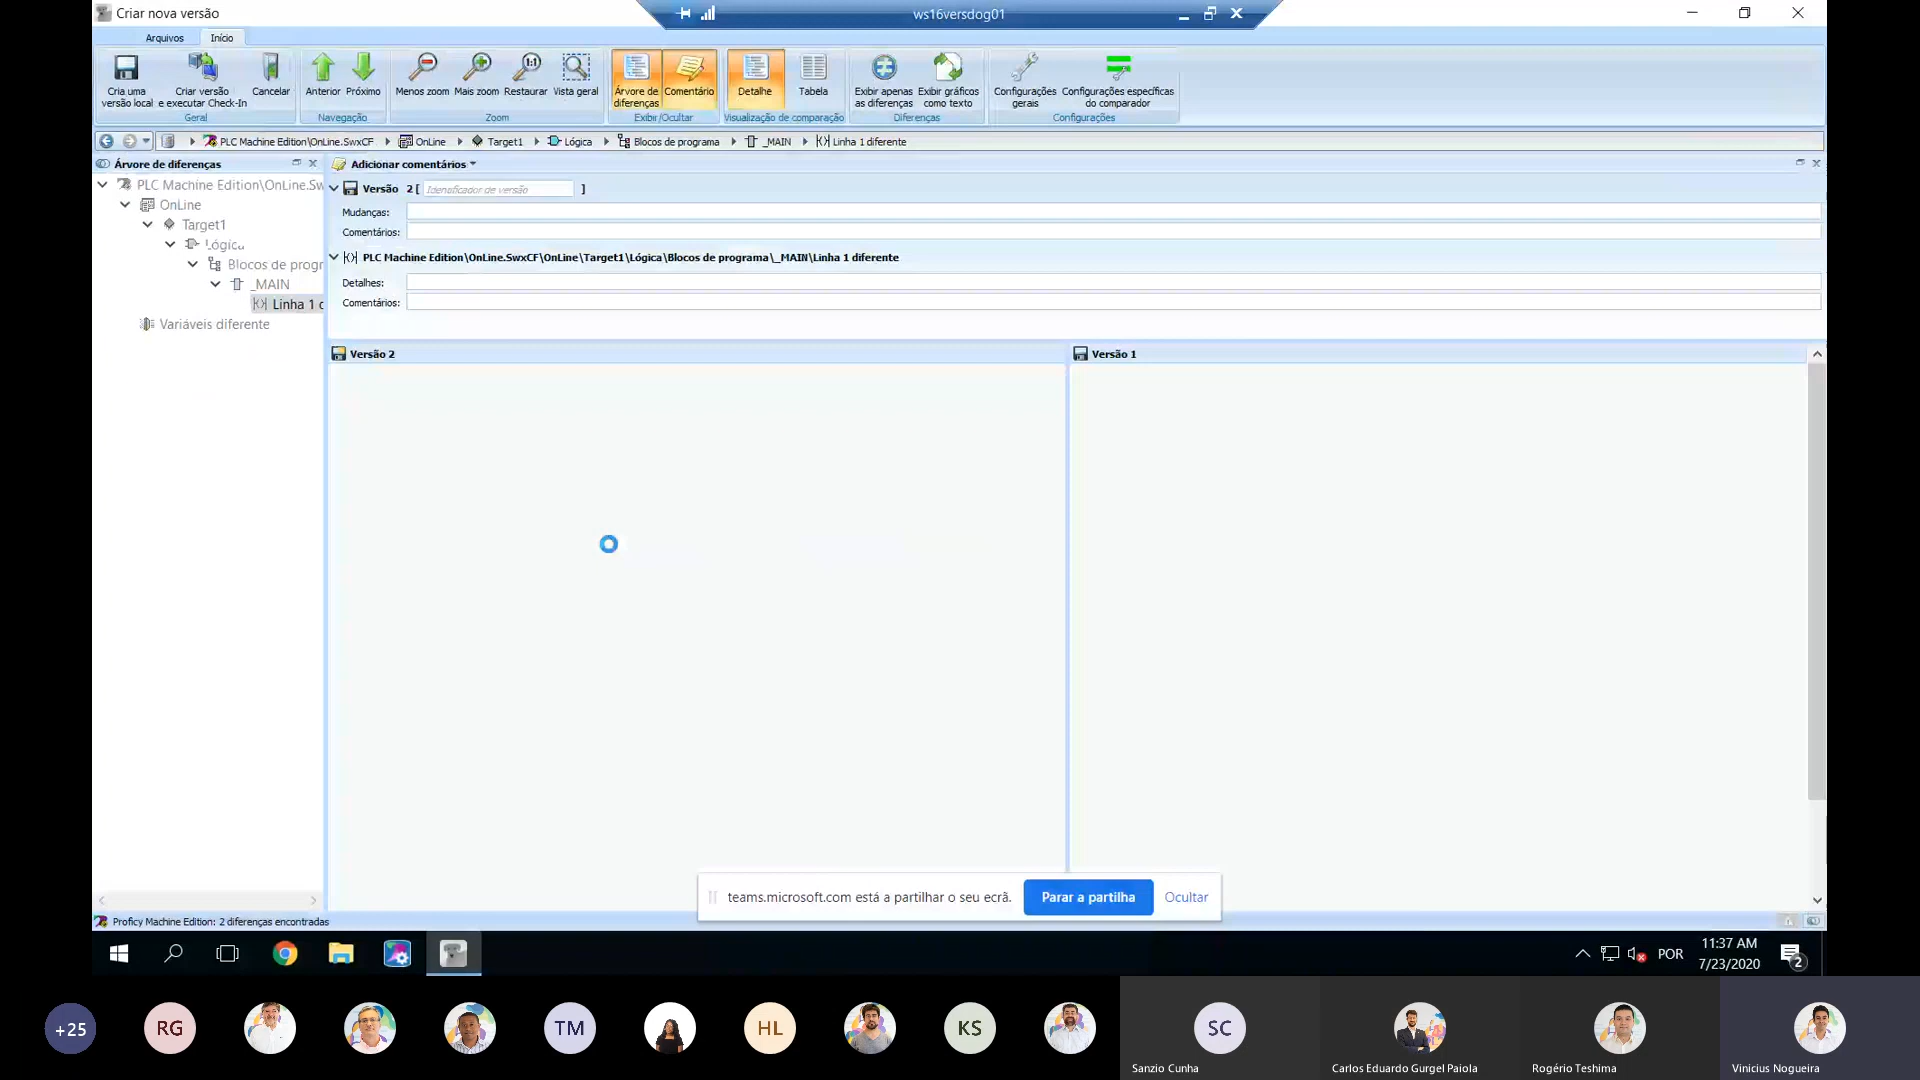 Criar nova versão
ws16versdog01
Arquivos
Início
Cria uma
versão local
Criar versão
e executar Check-In
Cancelar
Geral
Anterior
Próximo
Navegação
Menos zoom
Mais zoom
Restaurar
Vista geral
Zoom
Árvore de
diferenças
Comentário
Exibir/Ocultar
Detalhe
Tabela
Visualização de comparação
Exibir apenas
as diferenças
Exibir gráficos
como texto
Diferenças
Configurações
gerais
Configurações específicas
do comparador
Configurações
PLC Machine Edition\OnLine.SwxCF
OnLine
Target1
Lógica
Blocos de programa
_MAIN
Linha 1 diferente
Árvore de diferenças
PLC Machine Edition\OnLine.Sw
OnLine
Target1
Lógica
Blocos de progr
_MAIN
Linha 1 d
Variáveis diferente
Adicionar comentários
Versão 2 [ Identificador de versão ]
Mudanças:
Comentários:
PLC Machine Edition\OnLine.SwxCF\OnLine\Target1\Lógica\Blocos de programa\_MAIN\Linha 1 diferente
Detalhes:
Comentários:
Versão 2
Versão 1
teams.microsoft.com está a partilhar o seu ecrã.
Parar a partilha
Ocultar
Proficy Machine Edition: 2 diferenças encontradas
POR
11:37 AM
7/23/2020
2
+25
RG
TM
HL
KS
SC
Sanzio Cunha
Carlos Eduardo Gurgel Paiola
Rogério Teshima
Vinicius Nogueira